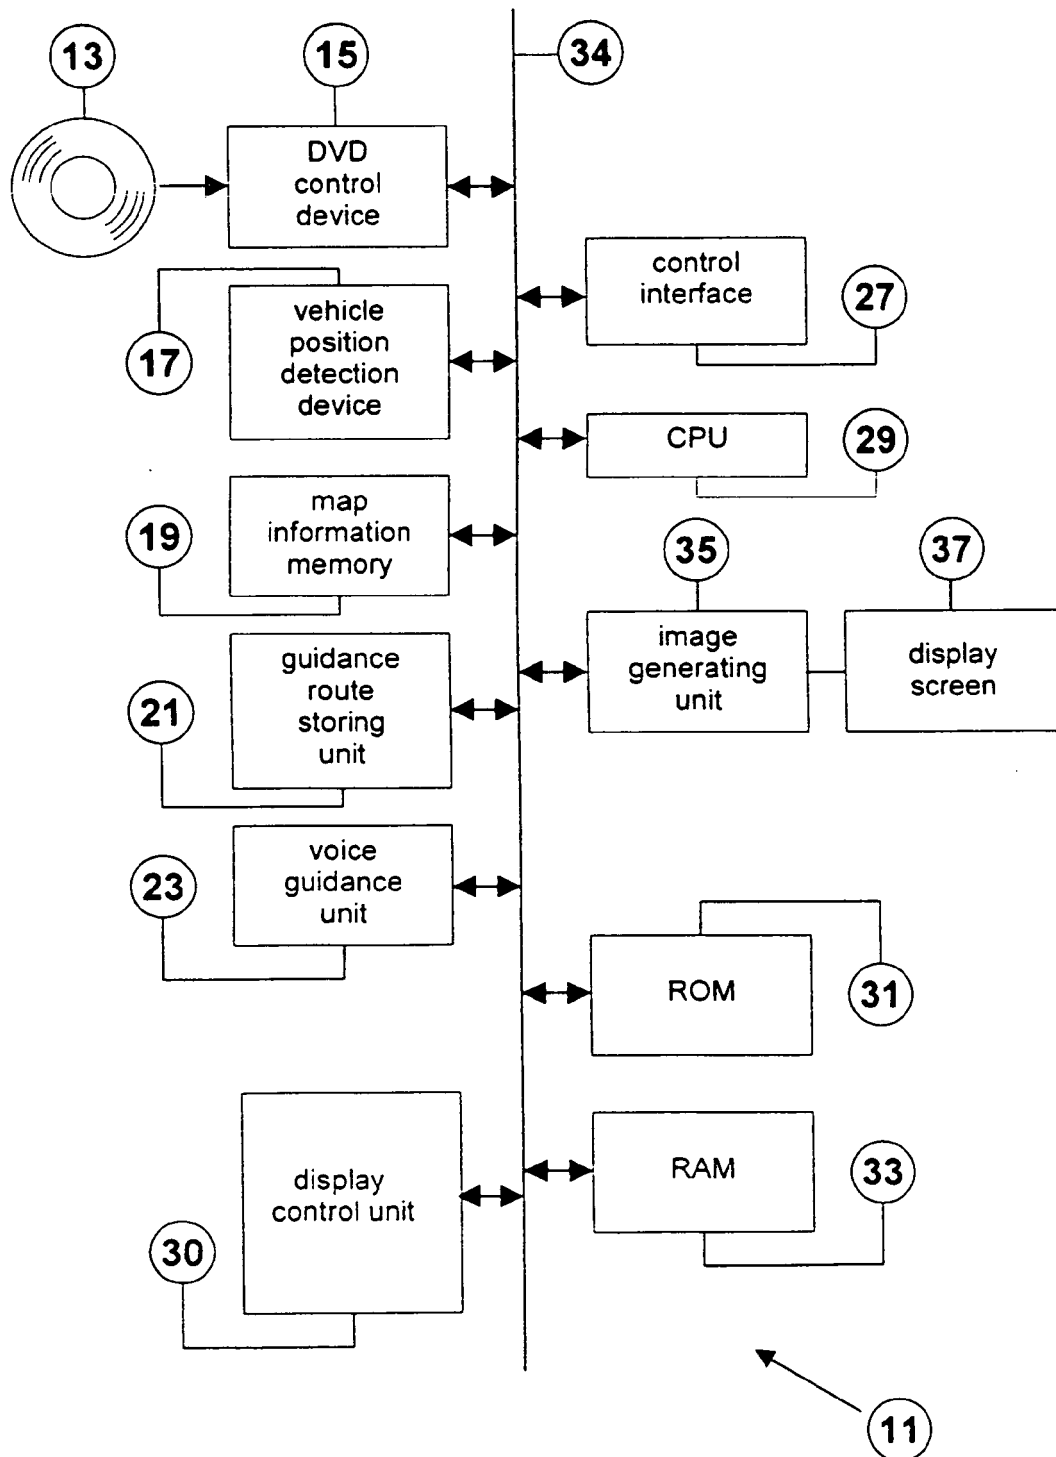 13
15
34
DVD
control
device
control
interface
27
vehicle
position
detection
device
17
CPU
29
map
information
memory
19
35
37
image
generating
unit
display
screen
guidance
route
storing
unit
21
voice
guidance
unit
23
ROM
31
RAM
33
display
control unit
30
11